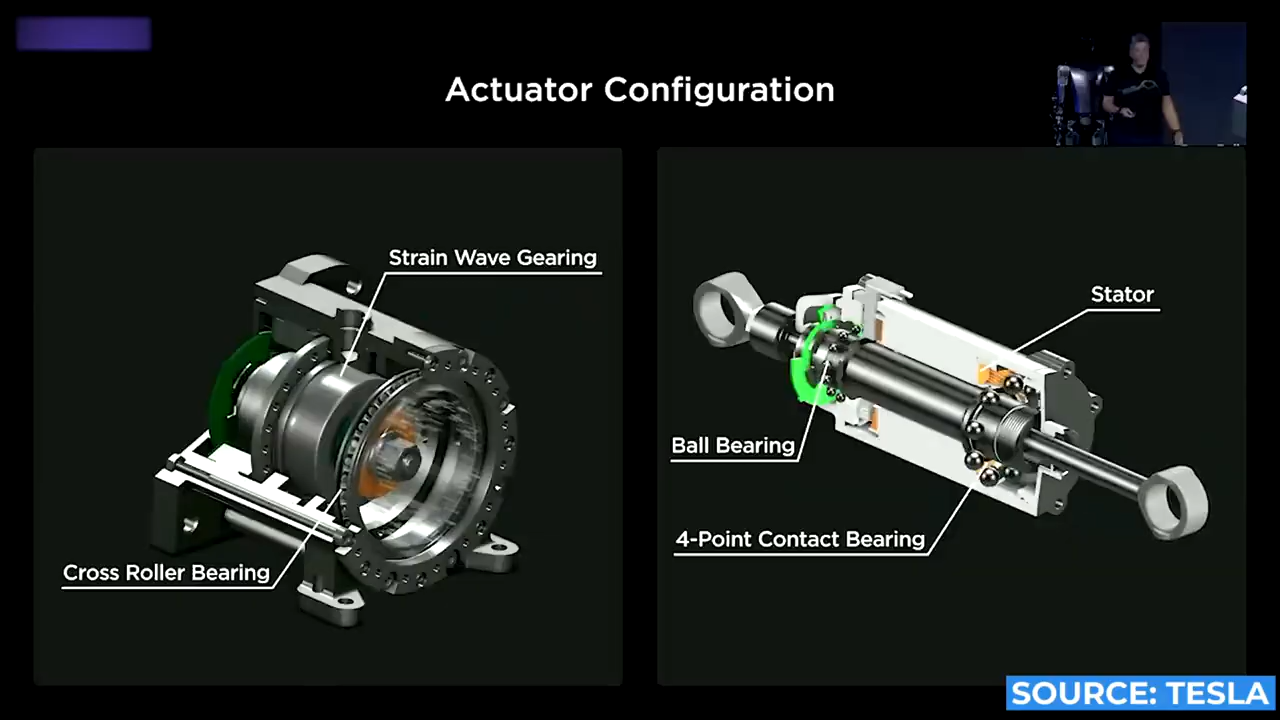 Actuator Configuration
Strain Wave Gearing
Cross Roller Bearing
Stator
Ball Bearing
4-Point Contact Bearing
SOURCE: TESLA